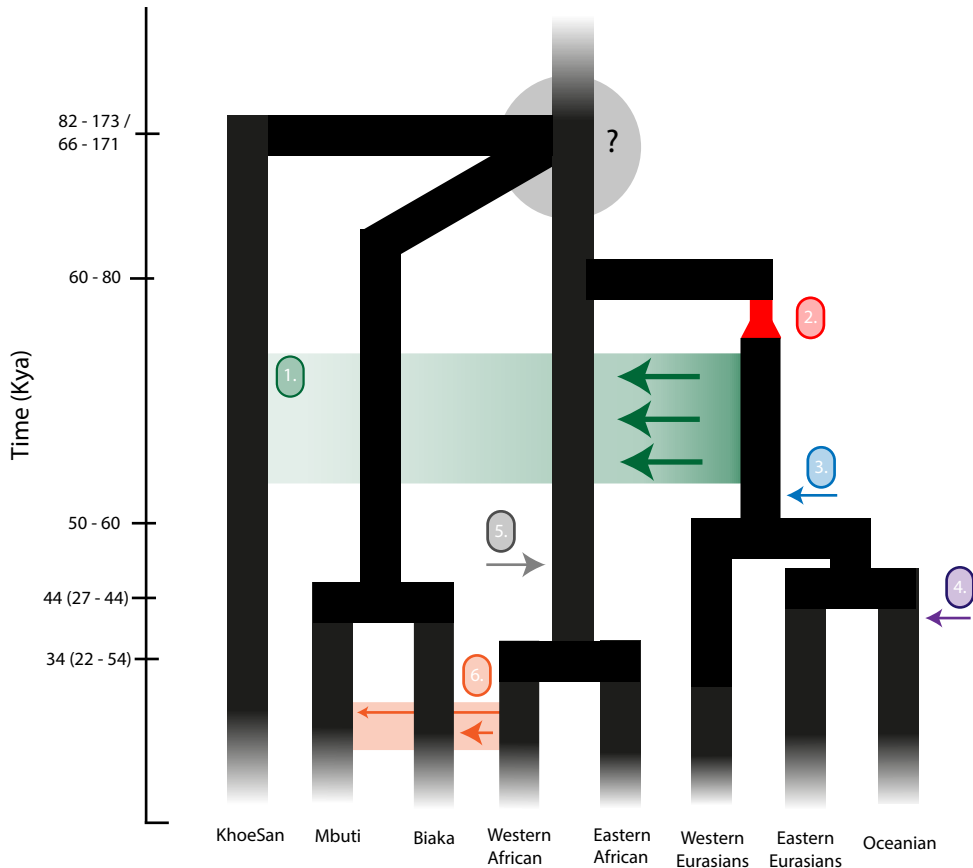 82 - 173 /
66 - 171
?
60 - 80
2.
1.
Time (Kya)
3.
50 - 60
5.
4.
44 (27 - 44)
34 (22 - 54)
6.
KhoeSan
Mbuti
Biaka
Western
African
Eastern
African
Western
Eurasians
Eastern
Eurasians
Oceanian